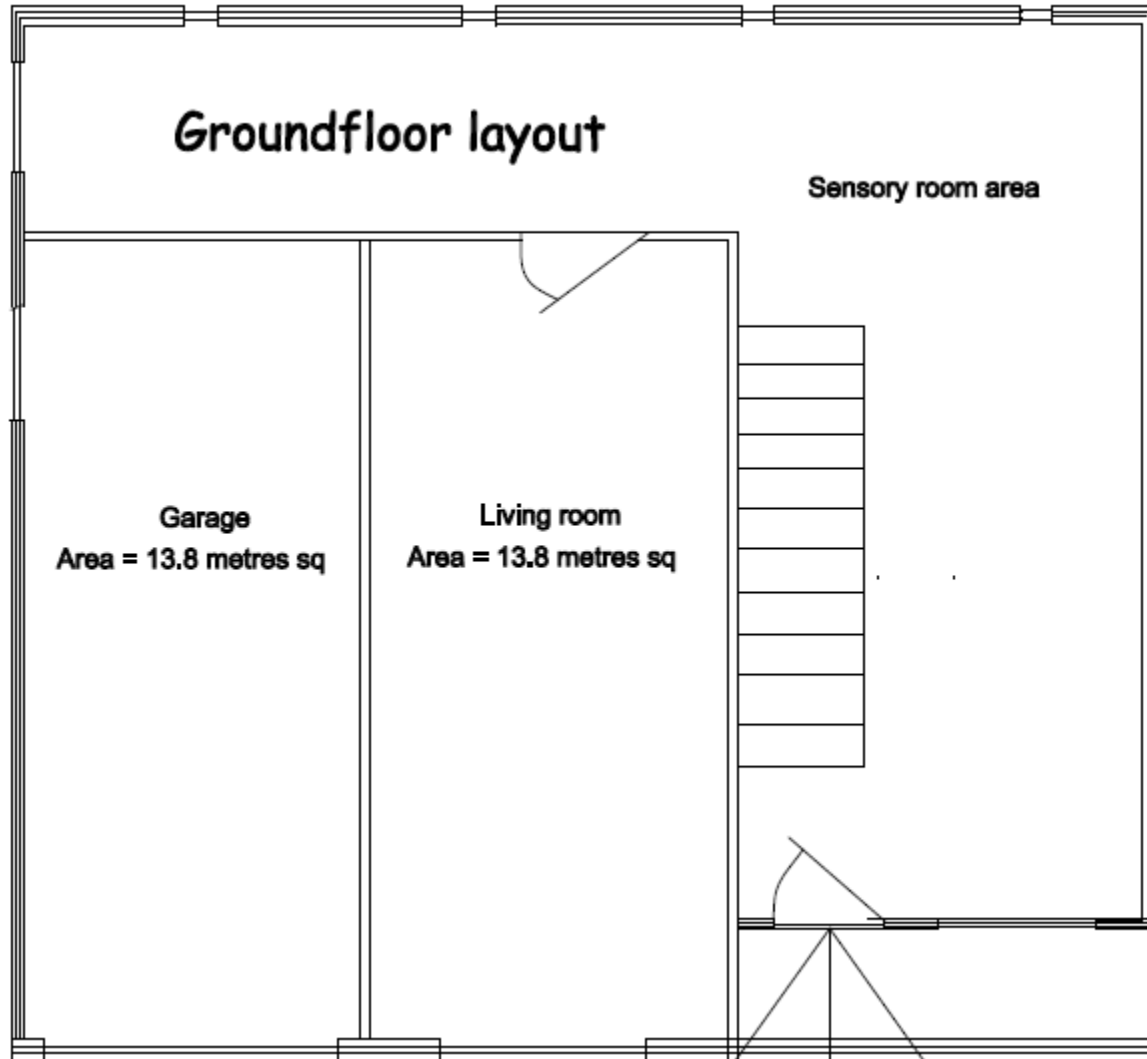 Groundfloor layout
Sensory room area
Garage
Area = 13.8 metres sq
Living room
Area = 13.8 metres sq